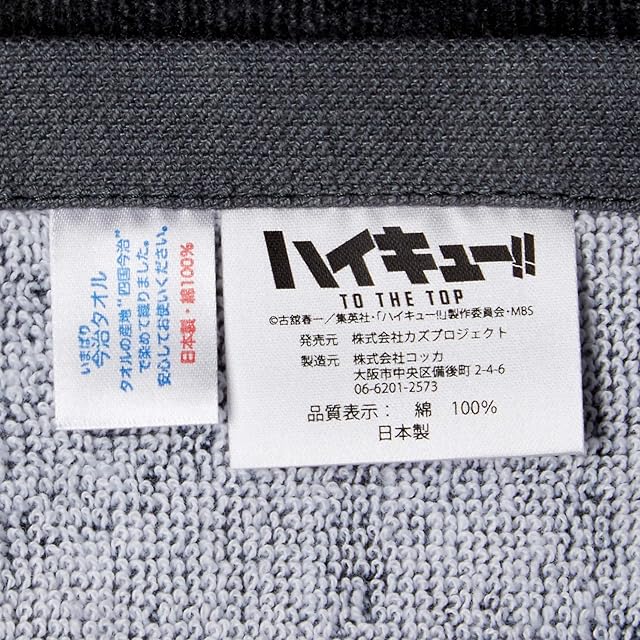 いまばり
今治タオル
タオルの産地"四国今治"
で染めて織りました。
安心してお使いください。
日本製・綿100%
ハイキュー!!
TO THE TOP
©古舘春一／集英社・「ハイキュー!!」製作委員会・MBS
発売元 株式会社カズプロジェクト
製造元 株式会社コッカ
大阪市中央区備後町2-4-6
06-6201-2573
品質表示： 綿 100%
日本製